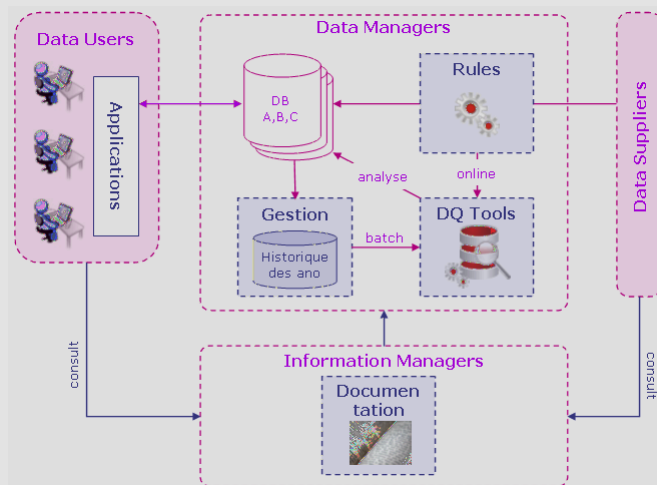 Data Users
Applications
Data Managers
DB
A,B,C
Rules
analyse
online
Gestion
Historique
des ano
batch
DQ Tools
Data Suppliers
consult
consult
Information Managers
Documen
tation